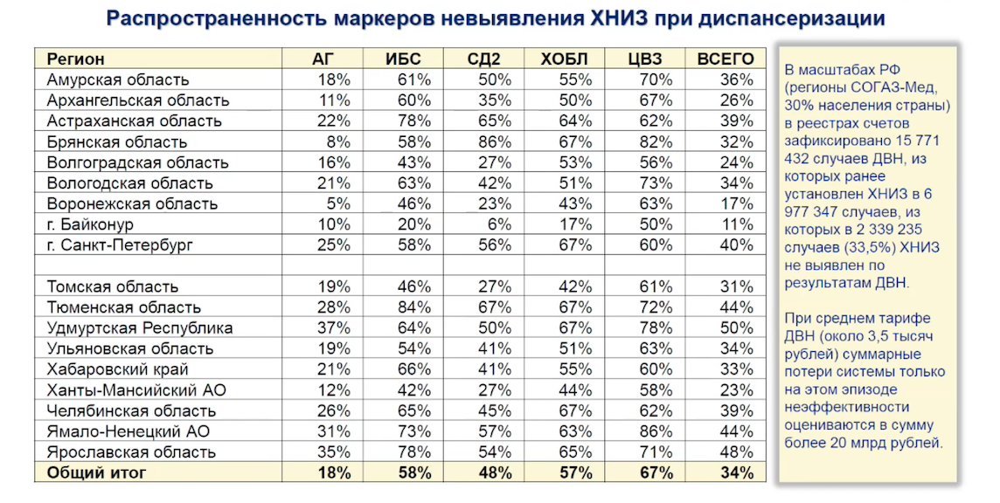 Распространенность маркеров невыявления ХНИЗ при диспансеризации
Регион АГ ИБС СД2 ХОБЛ ЦВЗ ВСЕГО
Амурская область 18% 61% 50% 55% 70% 36%
Архангельская область 11% 60% 35% 50% 67% 26%
Астраханская область 22% 78% 65% 64% 62% 39%
Брянская область 8% 58% 86% 67% 82% 32%
Волгоградская область 16% 43% 27% 53% 56% 24%
Вологодская область 21% 63% 42% 51% 73% 34%
Воронежская область 5% 46% 23% 43% 63% 17%
г. Байконур 10% 20% 6% 17% 50% 11%
г. Санкт-Петербург 25% 58% 56% 67% 60% 40%
Томская область 19% 46% 27% 42% 61% 31%
Тюменская область 28% 84% 67% 67% 72% 44%
Удмуртская Республика 37% 64% 50% 67% 78% 50%
Ульяновская область 19% 54% 41% 51% 63% 34%
Хабаровский край 21% 66% 41% 55% 60% 33%
Ханты-Мансийский АО 12% 42% 27% 44% 58% 23%
Челябинская область 26% 65% 45% 67% 62% 39%
Ямало-Ненецкий АО 31% 73% 57% 63% 86% 44%
Ярославская область 35% 78% 54% 65% 71% 48%
Общий итог 18% 58% 48% 57% 67% 34%
В масштабах РФ
(регионы СОГАЗ-Мед,
30% населения страны)
в реестрах счетов
зафиксировано 15 771
432 случаев ДВН, из
которых ранее
установлен ХНИЗ в 6
977 347 случаев, из
которых в 2 339 235
случаев (33,5%) ХНИЗ
не выявлен по
результатам ДВН.
При среднем тарифе
ДВН (около 3,5 тысяч
рублей) суммарные
потери системы только
на этом эпизоде
неэффективности
оцениваются в сумму
более 20 млрд рублей.